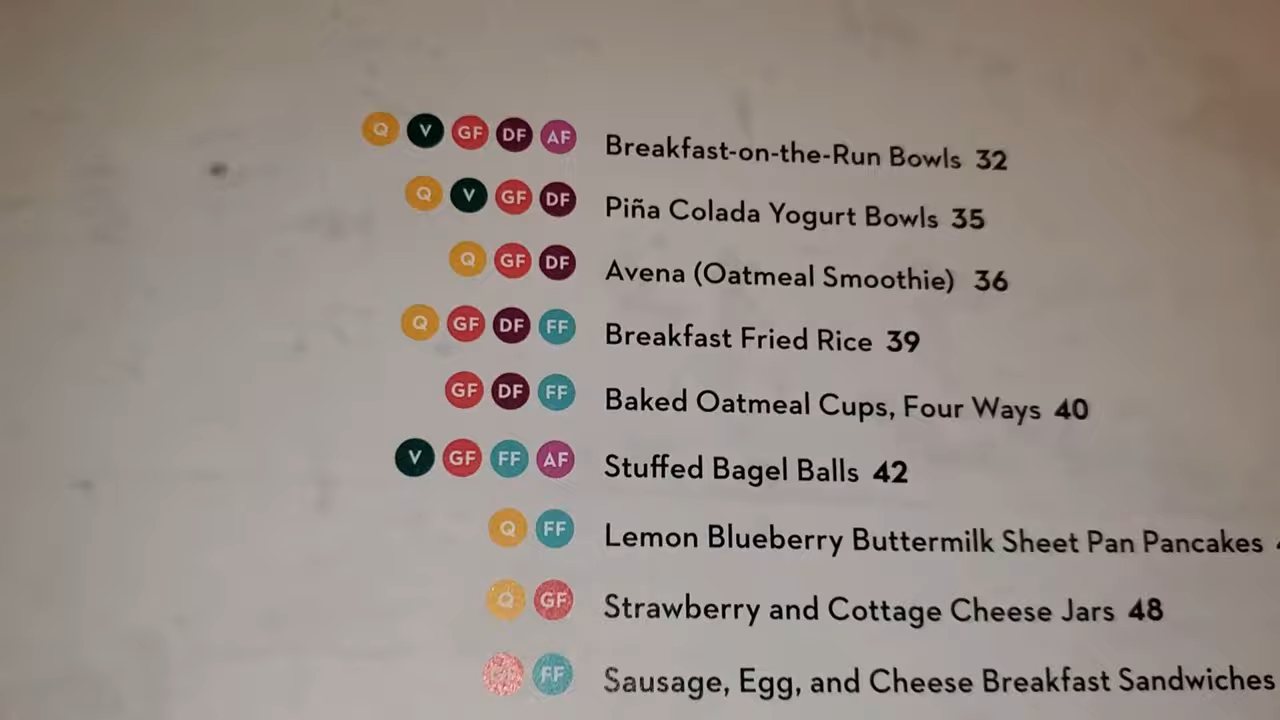 Q V GF DF AF Breakfast-on-the-Run Bowls 32
Q V GF DF Piña Colada Yogurt Bowls 35
Q GF DF Avena (Oatmeal Smoothie) 36
Q GF DF FF Breakfast Fried Rice 39
GF DF FF Baked Oatmeal Cups, Four Ways 40
V GF FF AF Stuffed Bagel Balls 42
Q FF Lemon Blueberry Buttermilk Sheet Pan Pancakes
Q GF Strawberry and Cottage Cheese Jars 48
FF Sausage, Egg, and Cheese Breakfast Sandwiches